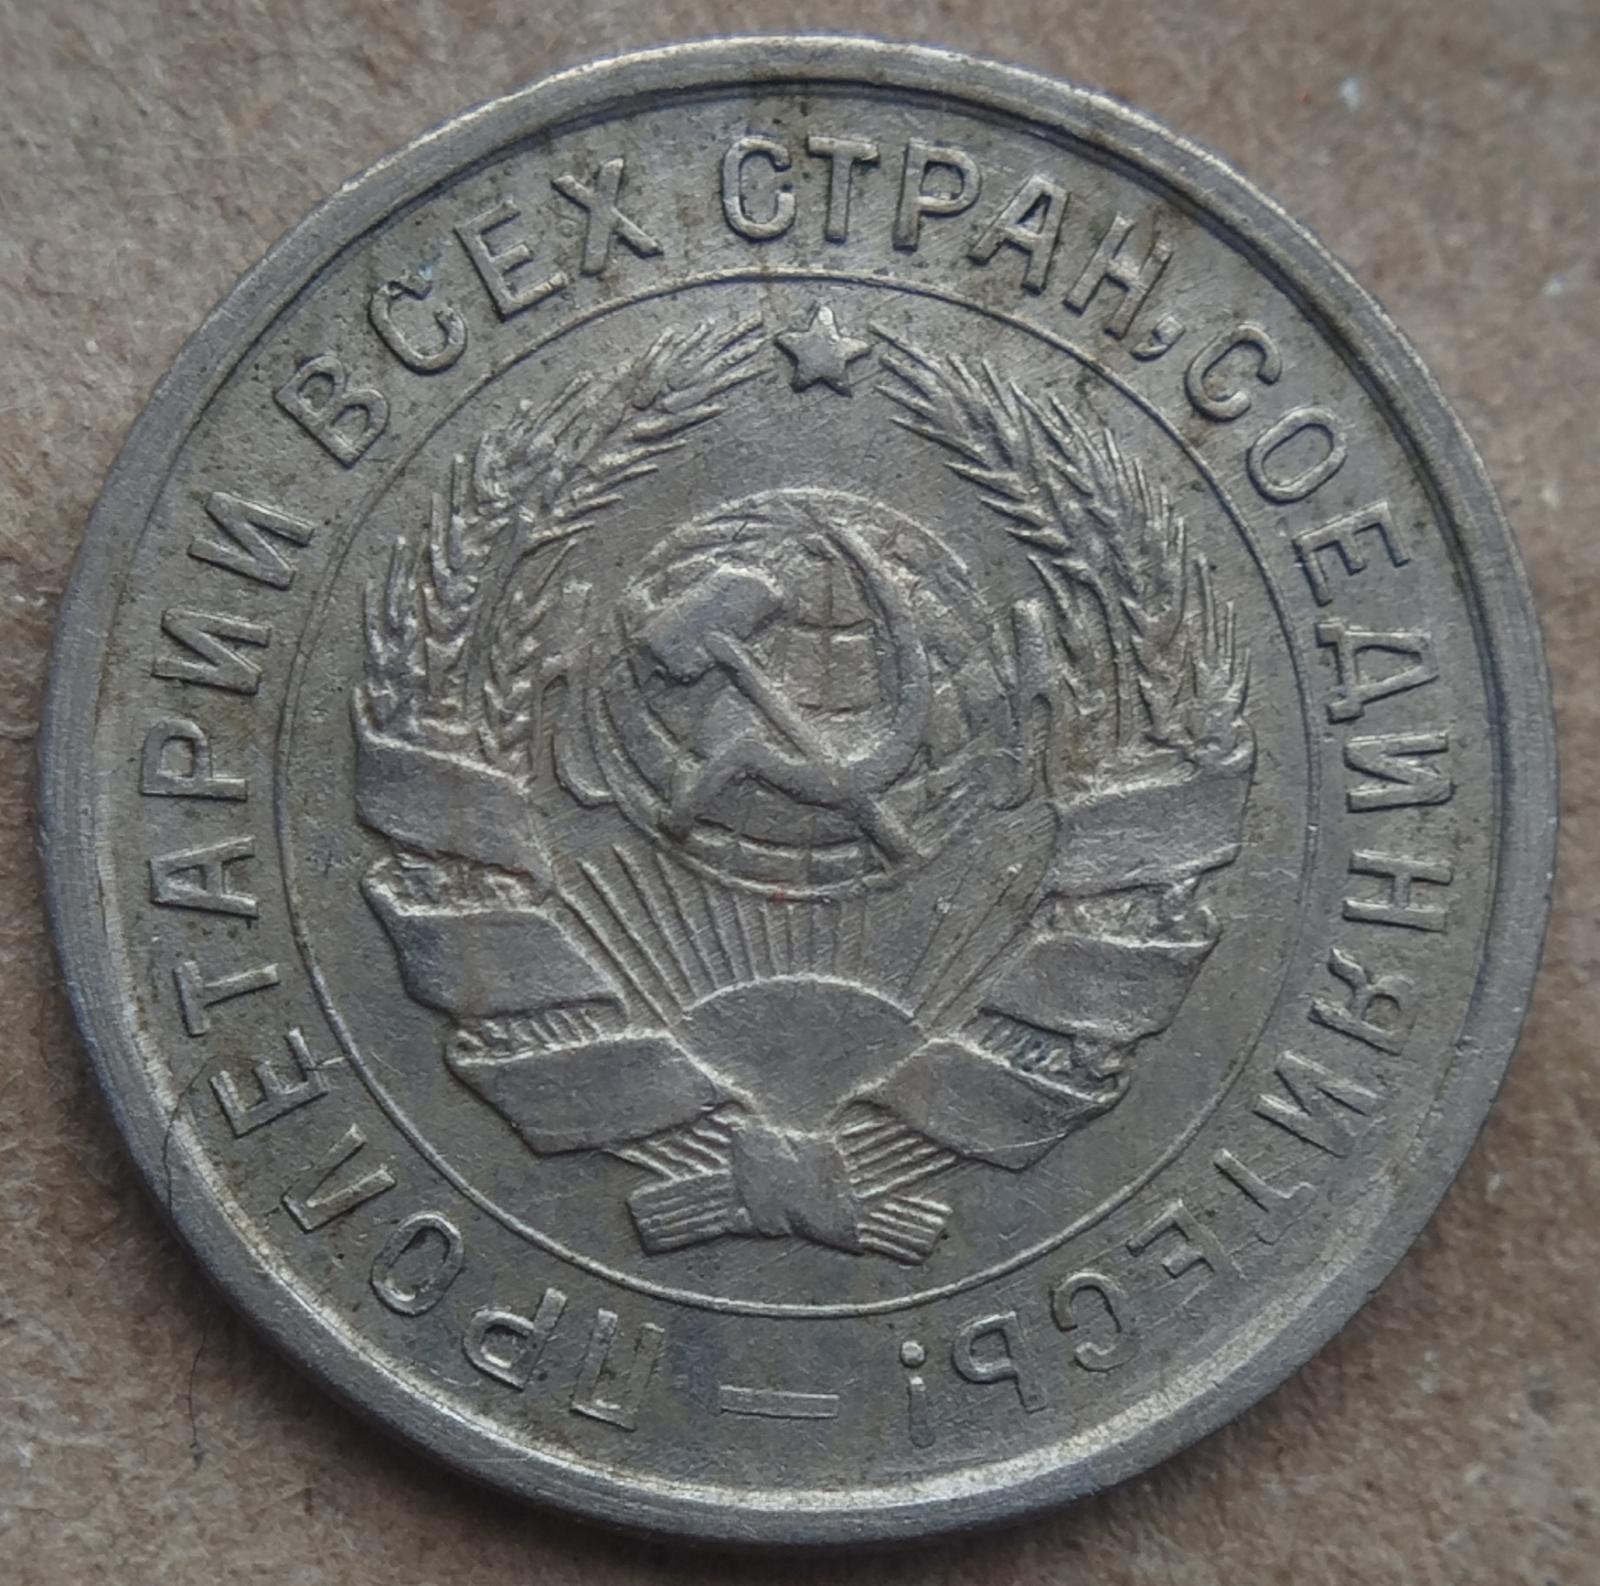 ПРОЛЕТАРИИ ВСЕХ СТРАН, СОЕДИНЯЙТЕСЬ! —